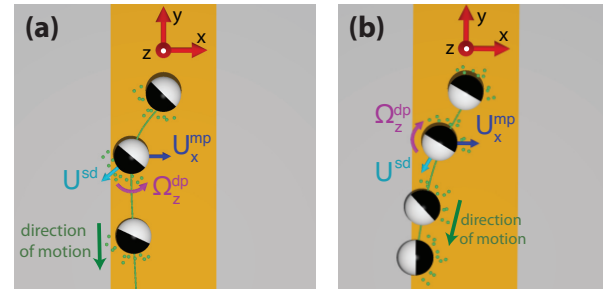 (a)
y
x
z
U^mp_x
U^sd
Ω^dp_z
direction
of motion
(b)
y
x
z
Ω^dp_z
U^mp_x
U^sd
direction
of motion